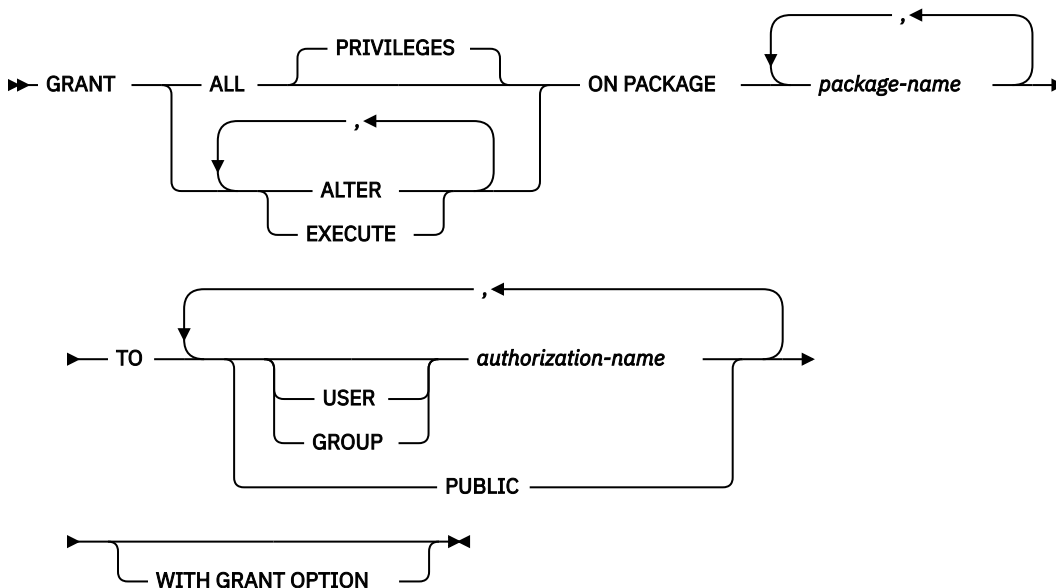 ,
PRIVILEGES
GRANT ALL ON PACKAGE package-name
,
ALTER
EXECUTE
,
TO authorization-name
USER
GROUP
PUBLIC
WITH GRANT OPTION